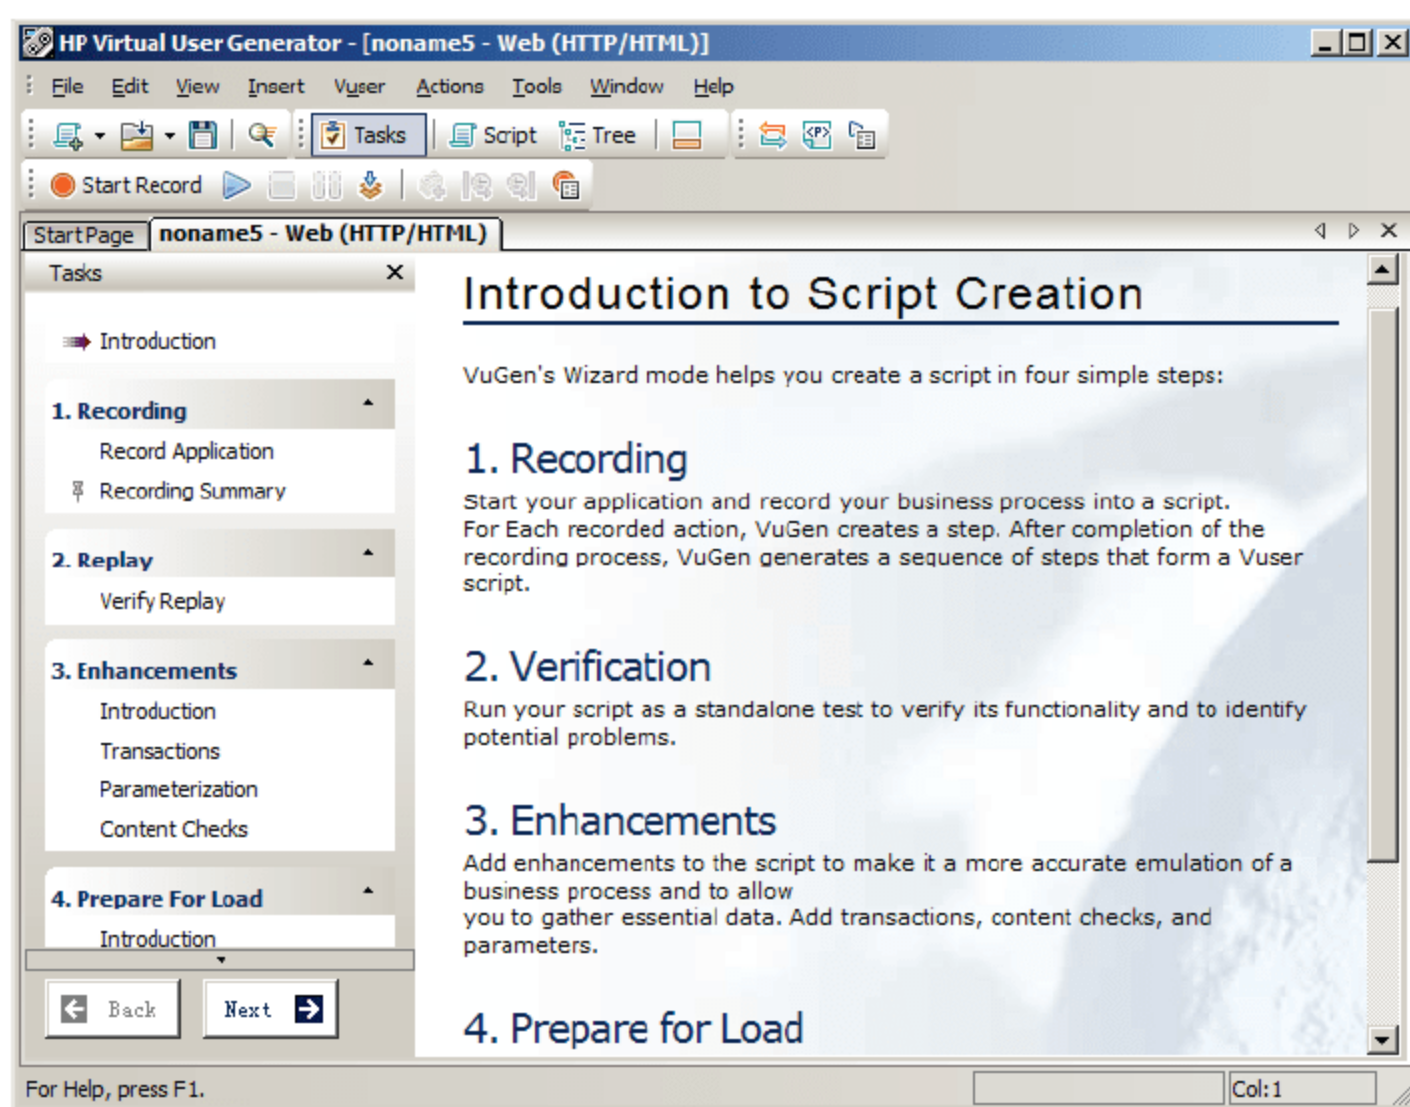 HP Virtual User Generator - [noname5 - Web (HTTP/HTML)]
File Edit View Insert Vuser Actions Tools Window Help
Tasks Script Tree <P>
Start Record
Start Page noname5 - Web (HTTP/HTML)
Tasks
Introduction
1. Recording
Record Application
Recording Summary
2. Replay
Verify Replay
3. Enhancements
Introduction
Transactions
Parameterization
Content Checks
4. Prepare For Load
Introduction
Back Next
Introduction to Script Creation
VuGen's Wizard mode helps you create a script in four simple steps:
1. Recording
Start your application and record your business process into a script.
For Each recorded action, VuGen creates a step. After completion of the
recording process, VuGen generates a sequence of steps that form a Vuser
script.
2. Verification
Run your script as a standalone test to verify its functionality and to identify
potential problems.
3. Enhancements
Add enhancements to the script to make it a more accurate emulation of a
business process and to allow
you to gather essential data. Add transactions, content checks, and
parameters.
4. Prepare for Load
For Help, press F1.
Col:1